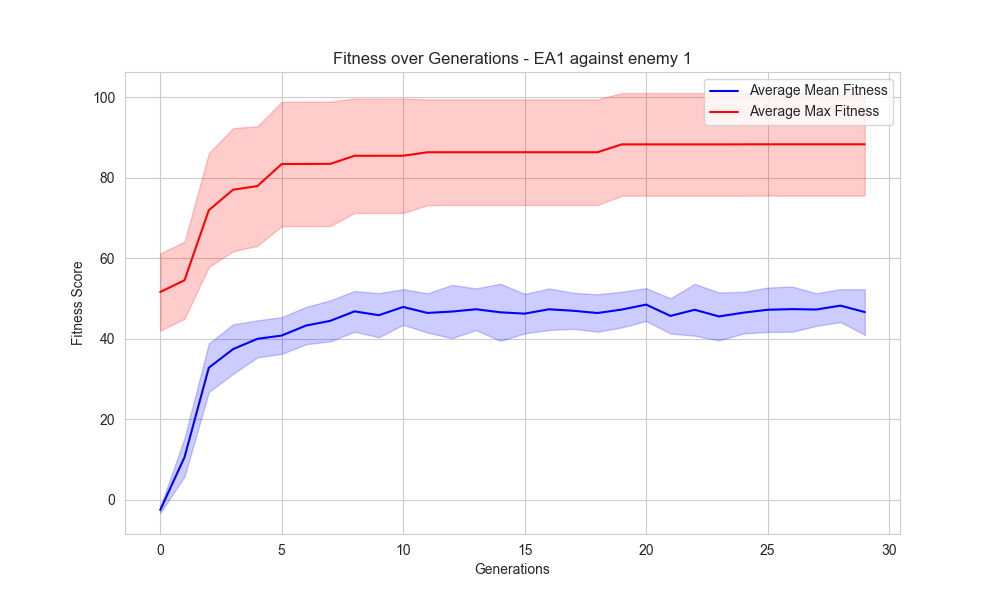 Fitness over Generations - EA1 against enemy 1
Average Mean Fitness
Average Max Fitness
100
80
60
40
20
0
Fitness Score
0 5 10 15 20 25 30
Generations